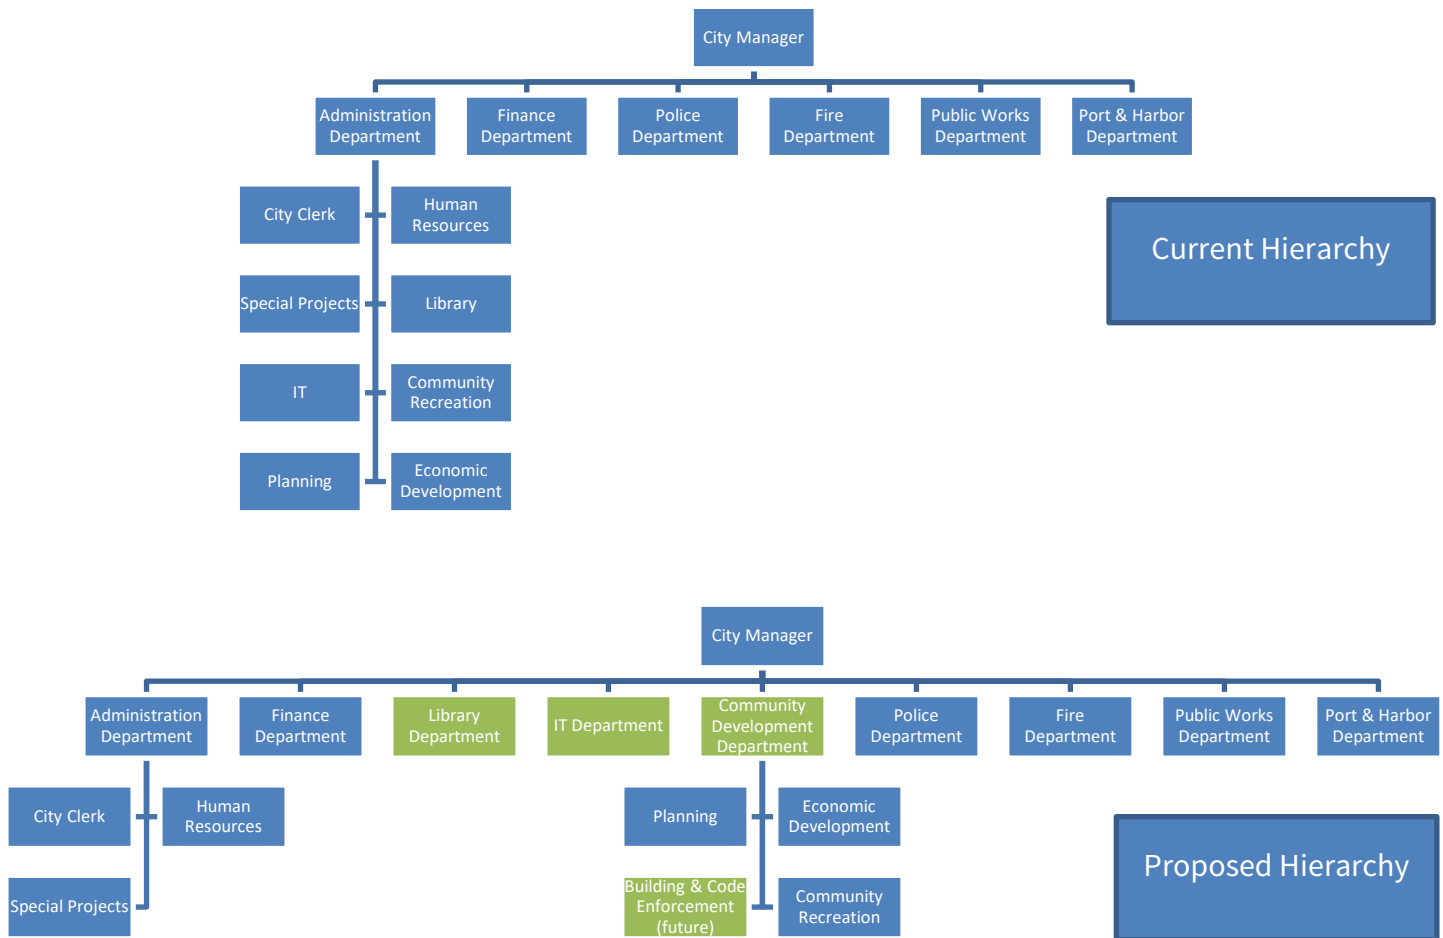 City Manager
Administration
Department
Finance
Department
Police
Department
Fire
Department
Public Works
Department
Port & Harbor
Department
City Clerk
Human
Resources
Current Hierarchy
Special Projects
Library
IT
Community
Recreation
Planning
Economic
Development
City Manager
Administration
Department
Finance
Department
Library
Department
IT Department
Community
Development
Department
Police
Department
Fire
Department
Public Works
Department
Port & Harbor
Department
City Clerk
Human
Resources
Planning
Economic
Development
Proposed Hierarchy
Special Projects
Building & Code
Enforcement
(future)
Community
Recreation